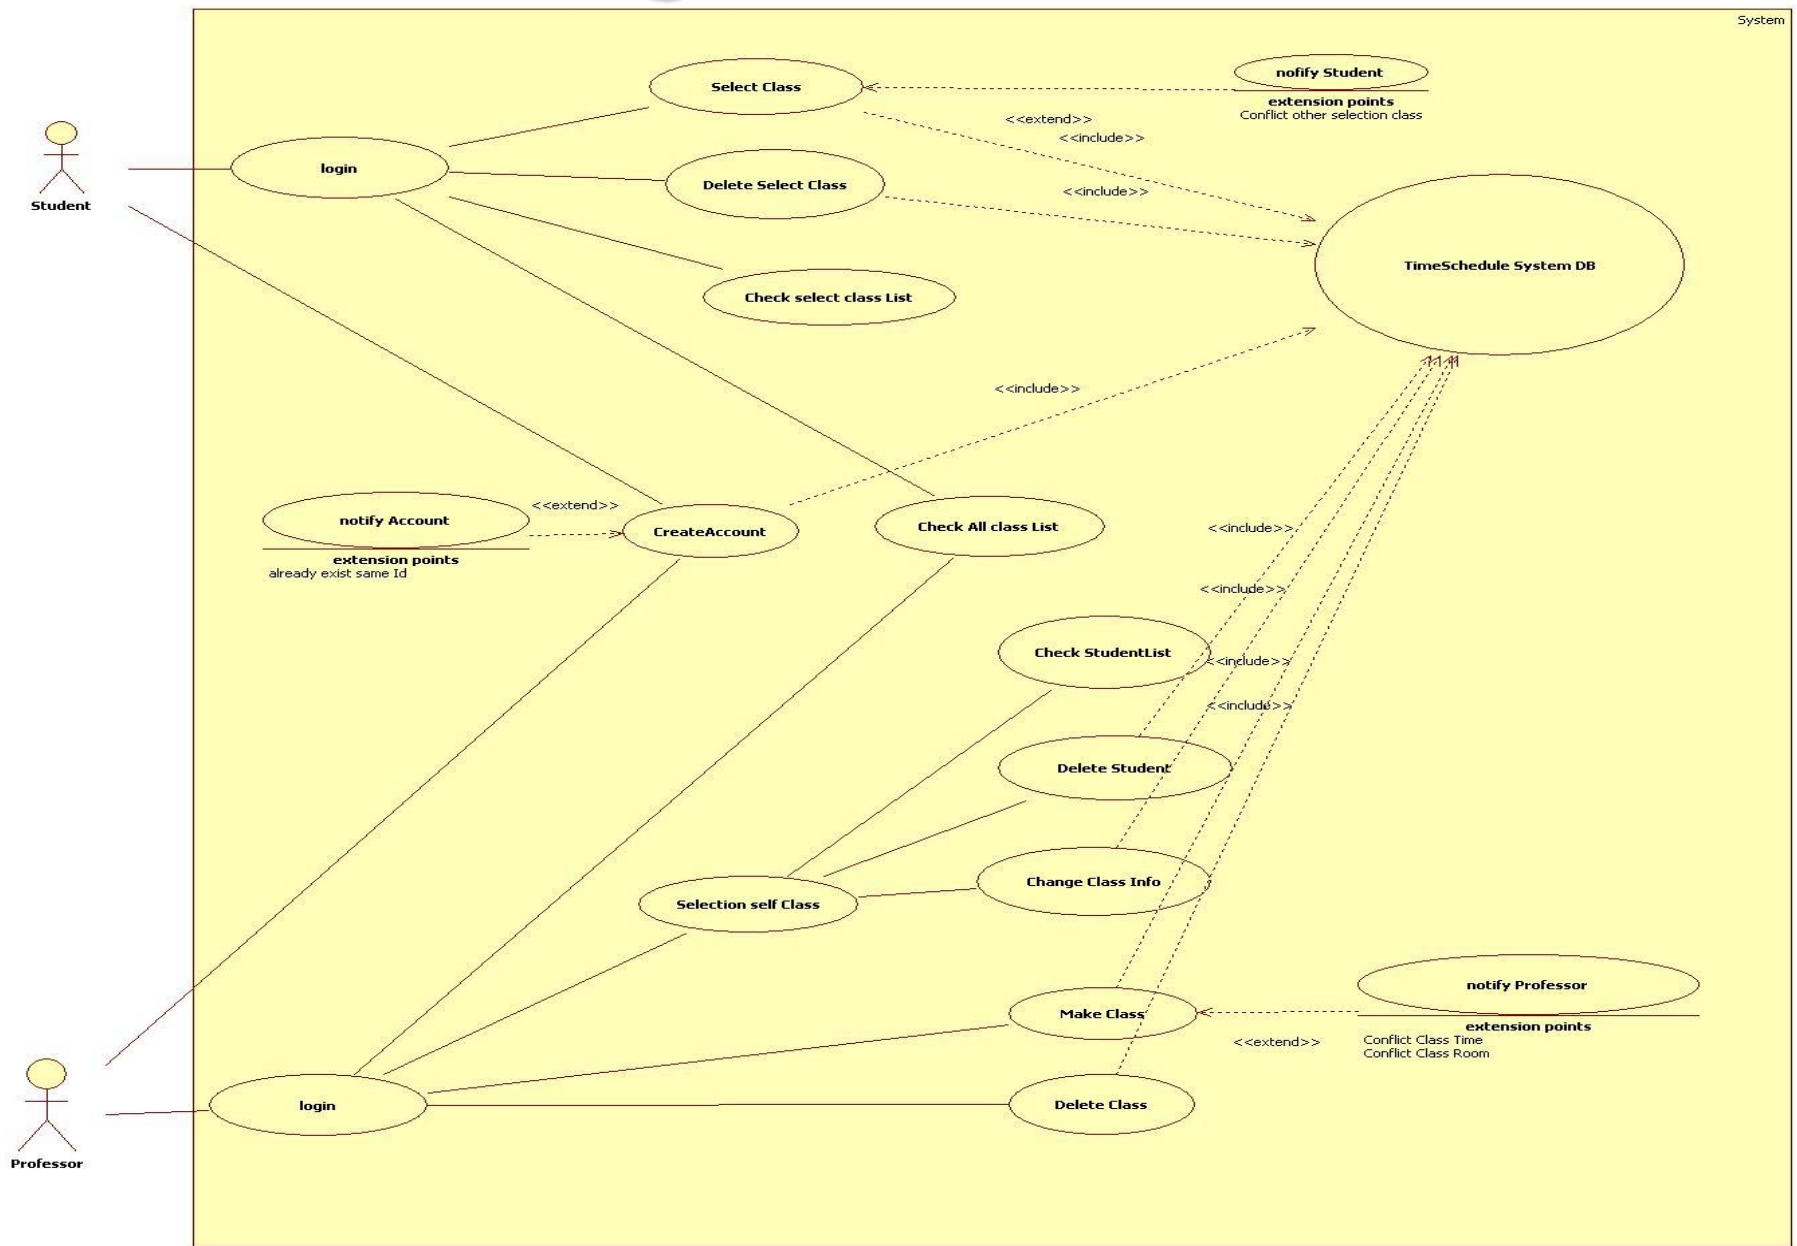 System
nofify Student
Select Class
extension points
Conflict other selection class
<<extend>>
<<include>>
login
Delete Select Class
<<include>>
Student
TimeSchedule System DB
Check select class List
<<include>>
<<extend>>
notify Account
CreateAccount
Check All class List
<<include>>
extension points
already exist same Id
<<include>>
Check StudentList
<<include>>
<<include>>
Delete Student
Change Class Info
Selection self Class
notify Professor
Make Class
extension points
<<extend>>
Conflict Class Time
Conflict Class Room
login
Delete Class
Professor